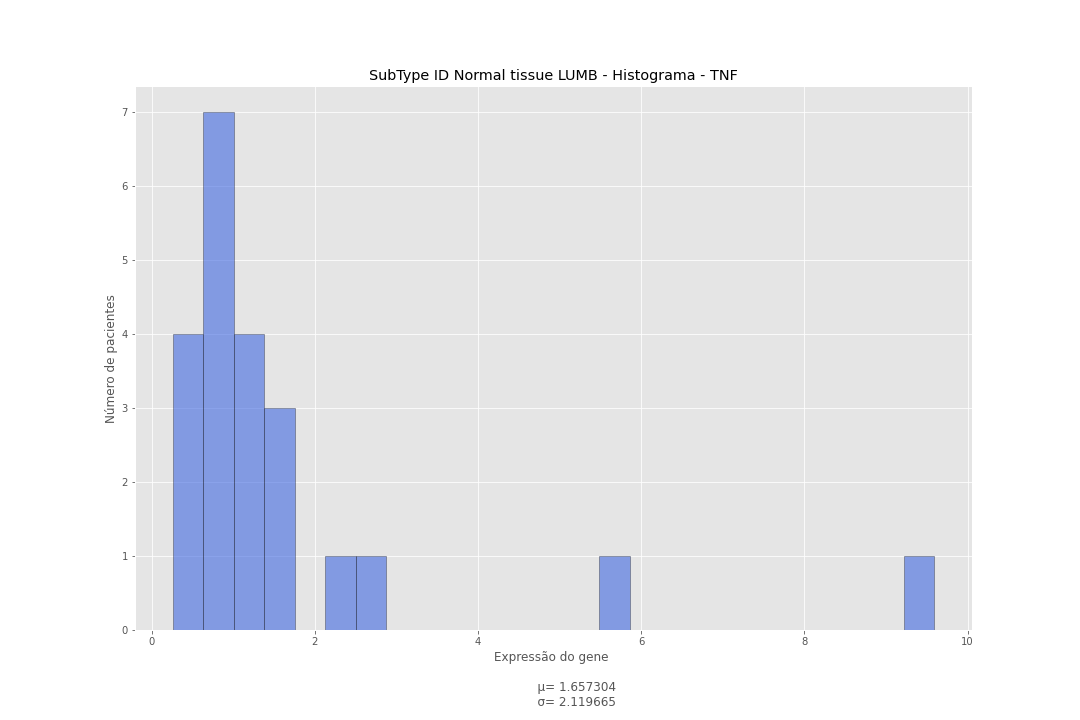 SubType ID Normal tissue LUMB - Histograma - TNF
7
6
5
4
3
2
1
0
Número de pacientes
0 2 4 6 8 10
Expressão do gene
μ= 1.657304
σ= 2.119665